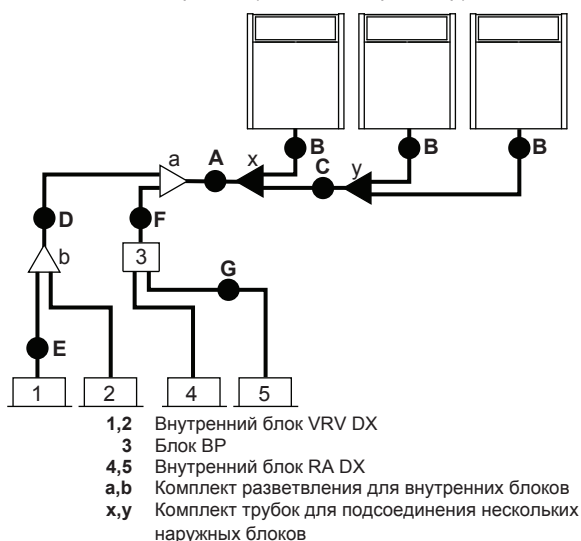 B
B
B
a
A
x
C
y
D
F
b
3
G
E
1
2
4
5
1,2 Внутренний блок VRV DX
3 Блок BP
4,5 Внутренний блок RA DX
a,b Комплект разветвления для внутренних блоков
x,y Комплект трубок для подсоединения нескольких
наружных блоков